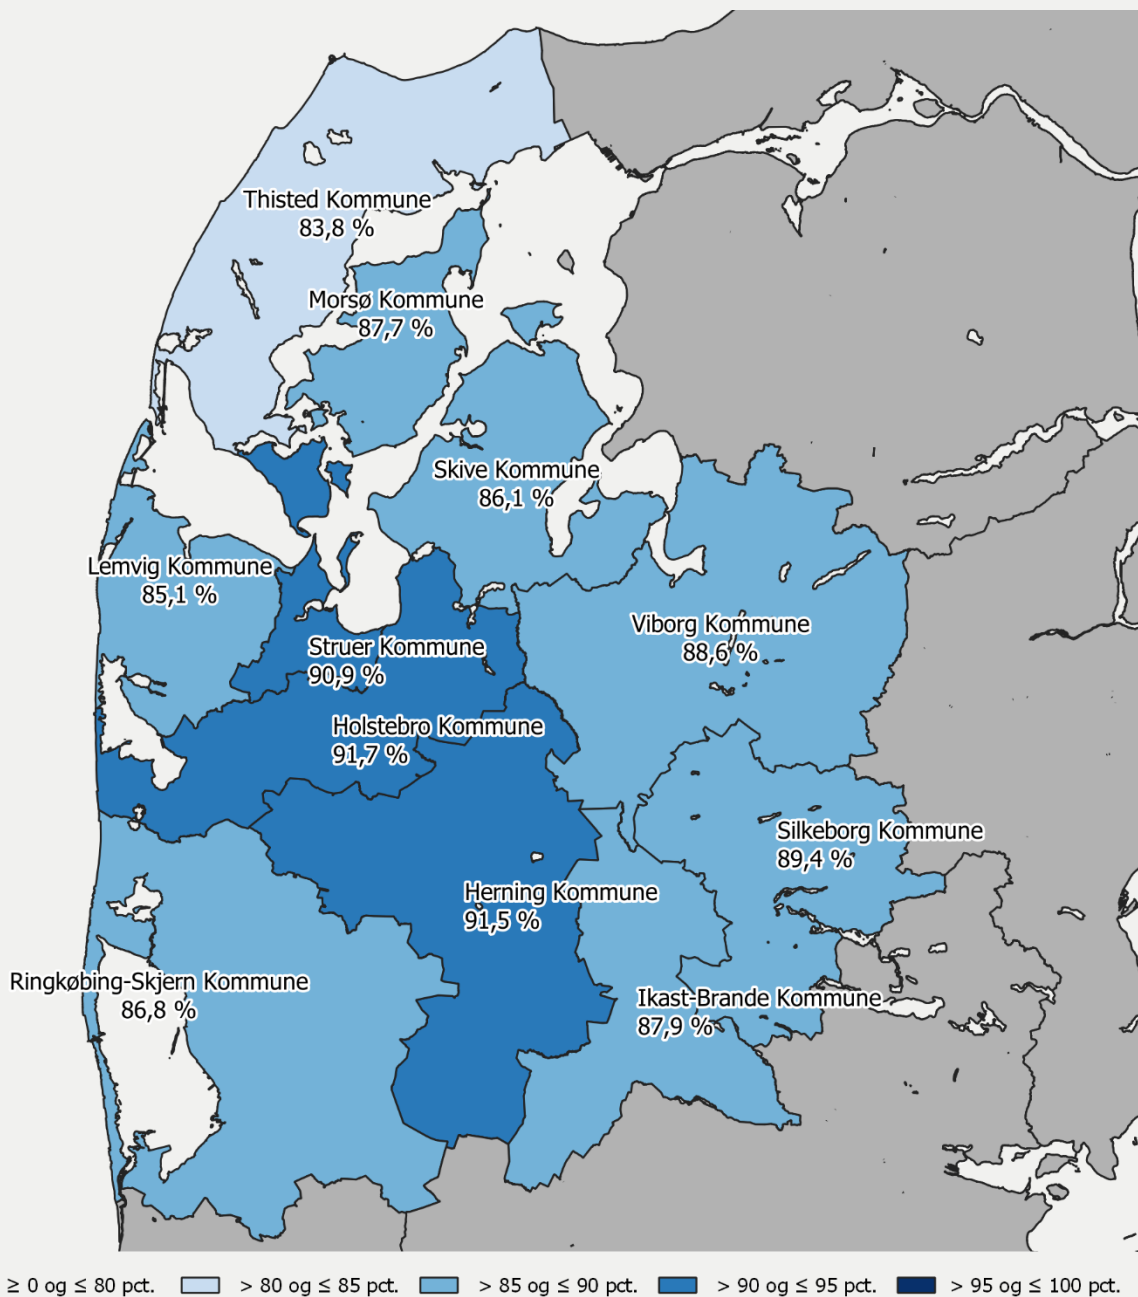 Thisted Kommune
83,8 %
Morsø Kommune
87,7 %
Skive Kommune
86,1 %
Lemvig Kommune
85,1 %
Viborg Kommune
88,6 %
Struer Kommune
90,9 %
Holstebro Kommune
91,7 %
Silkeborg Kommune
89,4 %
Herning Kommune
91,5 %
Ringkøbing-Skjern Kommune
86,8 %
Ikast-Brande Kommune
87,9 %
≥ 0 og ≤ 80 pct. > 80 og ≤ 85 pct. > 85 og ≤ 90 pct. > 90 og ≤ 95 pct. > 95 og ≤ 100 pct.